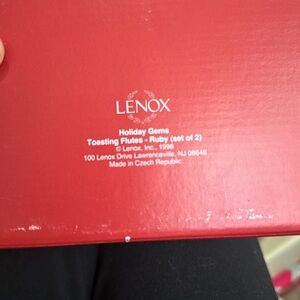 LENOX
Holiday Gems
Toasting Flutes - Ruby (set of 2)
© Lenox, Inc., 1998
100 Lenox Drive Lawrenceville, NJ 08648
Made in Czech Republic